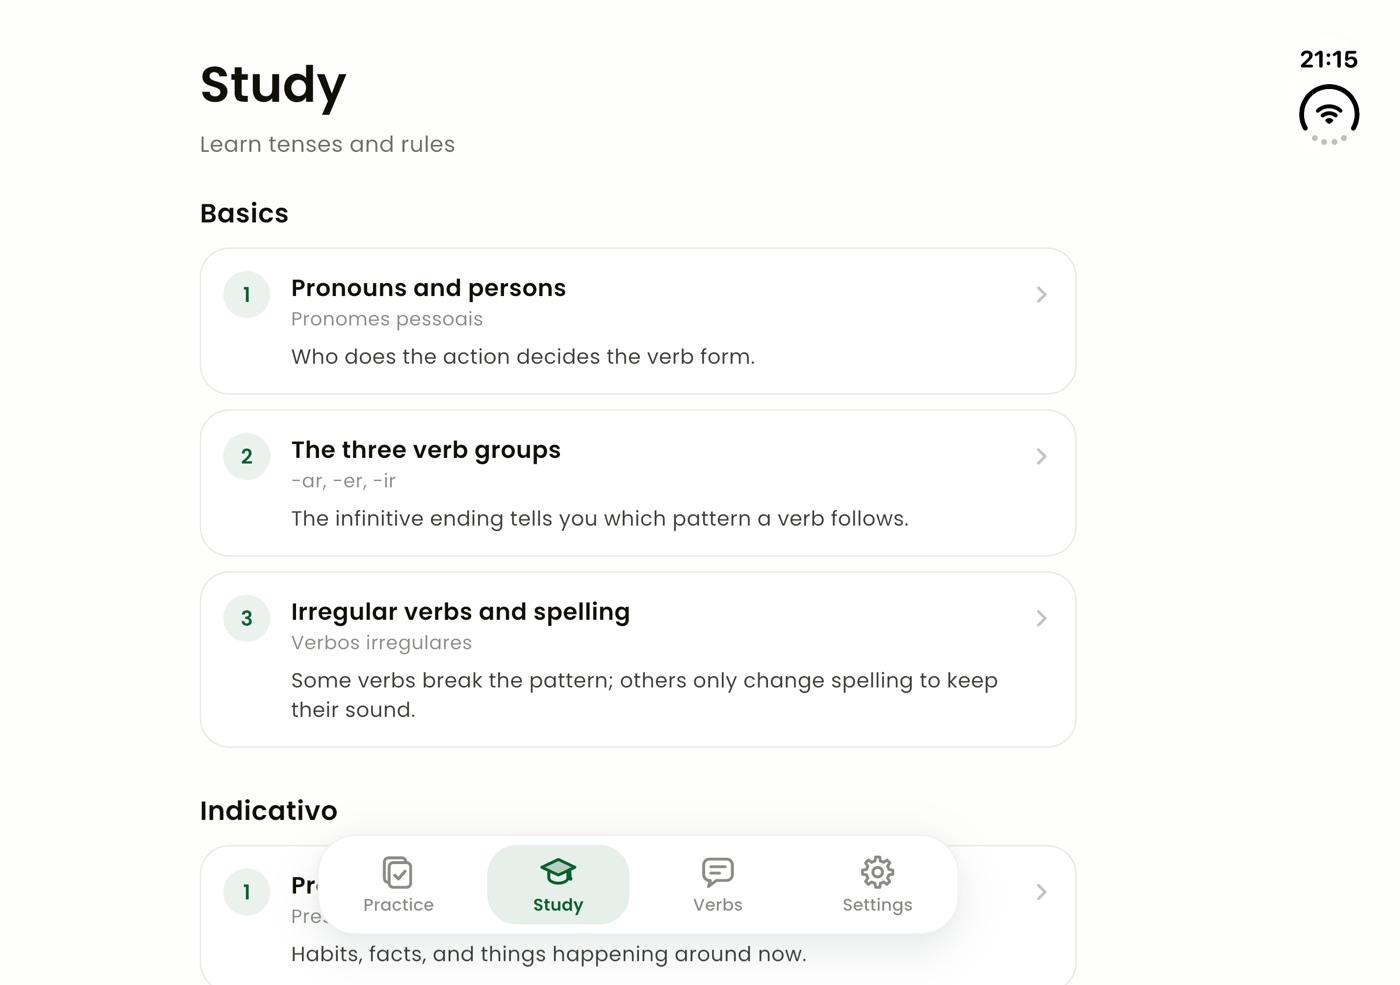 Study
21:15
Learn tenses and rules
Basics
1
Pronouns and persons
Pronomes pessoais
Who does the action decides the verb form.
2
The three verb groups
-ar, -er, -ir
The infinitive ending tells you which pattern a verb follows.
3
Irregular verbs and spelling
Verbos irregulares
Some verbs break the pattern; others only change spelling to keep
their sound.
Indicativo
1
Practice
Study
Verbs
Settings
Habits, facts, and things happening around now.